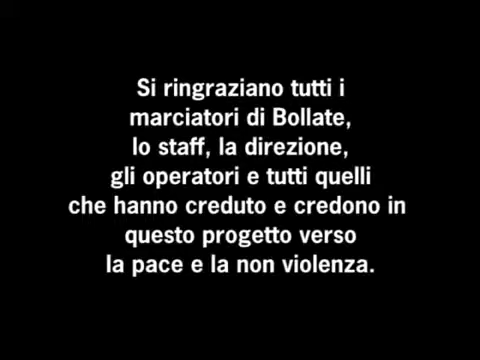 Si ringraziano tutti i
marciatori di Bollate,
lo staff, la direzione,
gli operatori e tutti quelli
che hanno creduto e credono in
questo progetto verso
la pace e la non violenza.